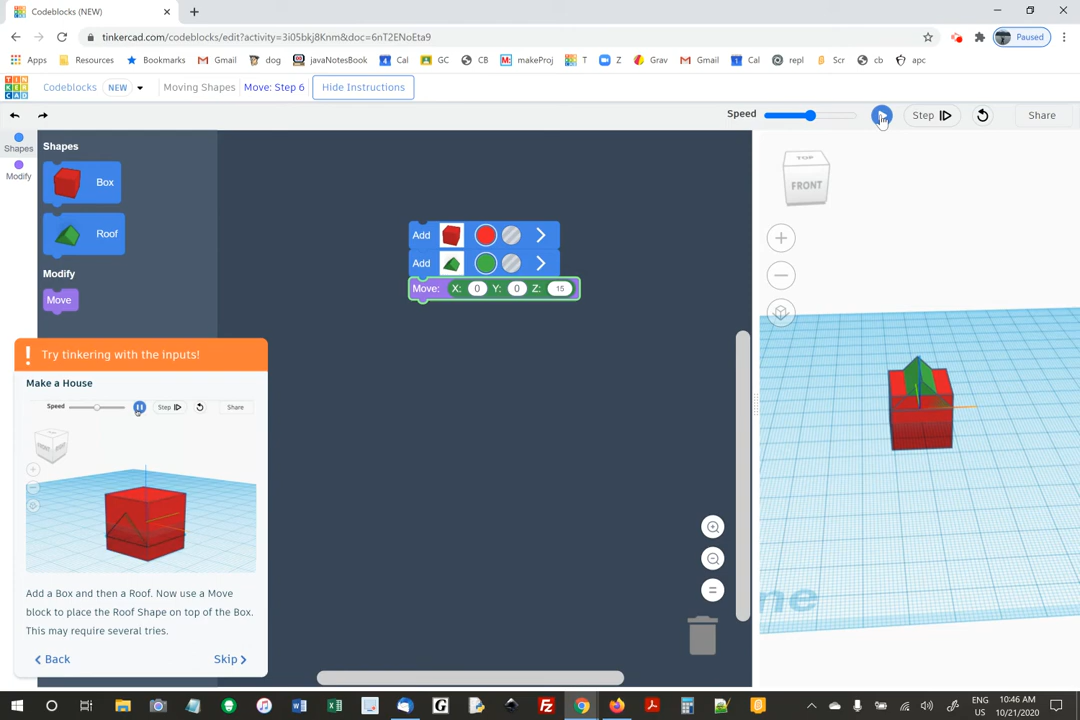 Codeblocks (NEW)
tinkercad.com/codeblocks/edit?activity=3i05bkj8Knm&doc=6nT2ENoEta9
Paused
Apps Resources Bookmarks Gmail dog javaNotesBook Cal GC CB makeProj T Z Grav Gmail Cal repl Scr cb apc
TIN
KER
CAD
Codeblocks NEW Moving Shapes Move: Step 6 Hide Instructions
Speed Step Share
Shapes
Modify
Shapes
Box
Roof
Modify
Move
Add
Add
Move: X: 0 Y: 0 Z: 15
TOP
FRONT
! Try tinkering with the inputs!
Make a House
Speed Step Share
Add a Box and then a Roof. Now use a Move
block to place the Roof Shape on top of the Box.
This may require several tries.
Back Skip
ne
ENG
US
10:46 AM
10/21/2020